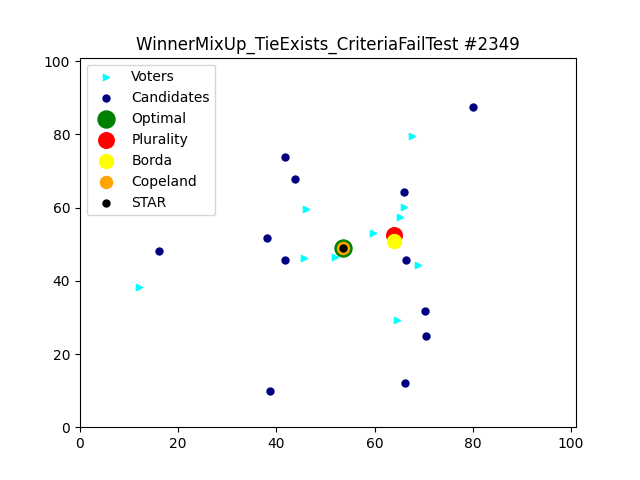 WinnerMixUp_TieExists_CriteriaFailTest #2349
100
80
60
40
20
0
0 20 40 60 80 100
Voters
Candidates
Optimal
Plurality
Borda
Copeland
STAR